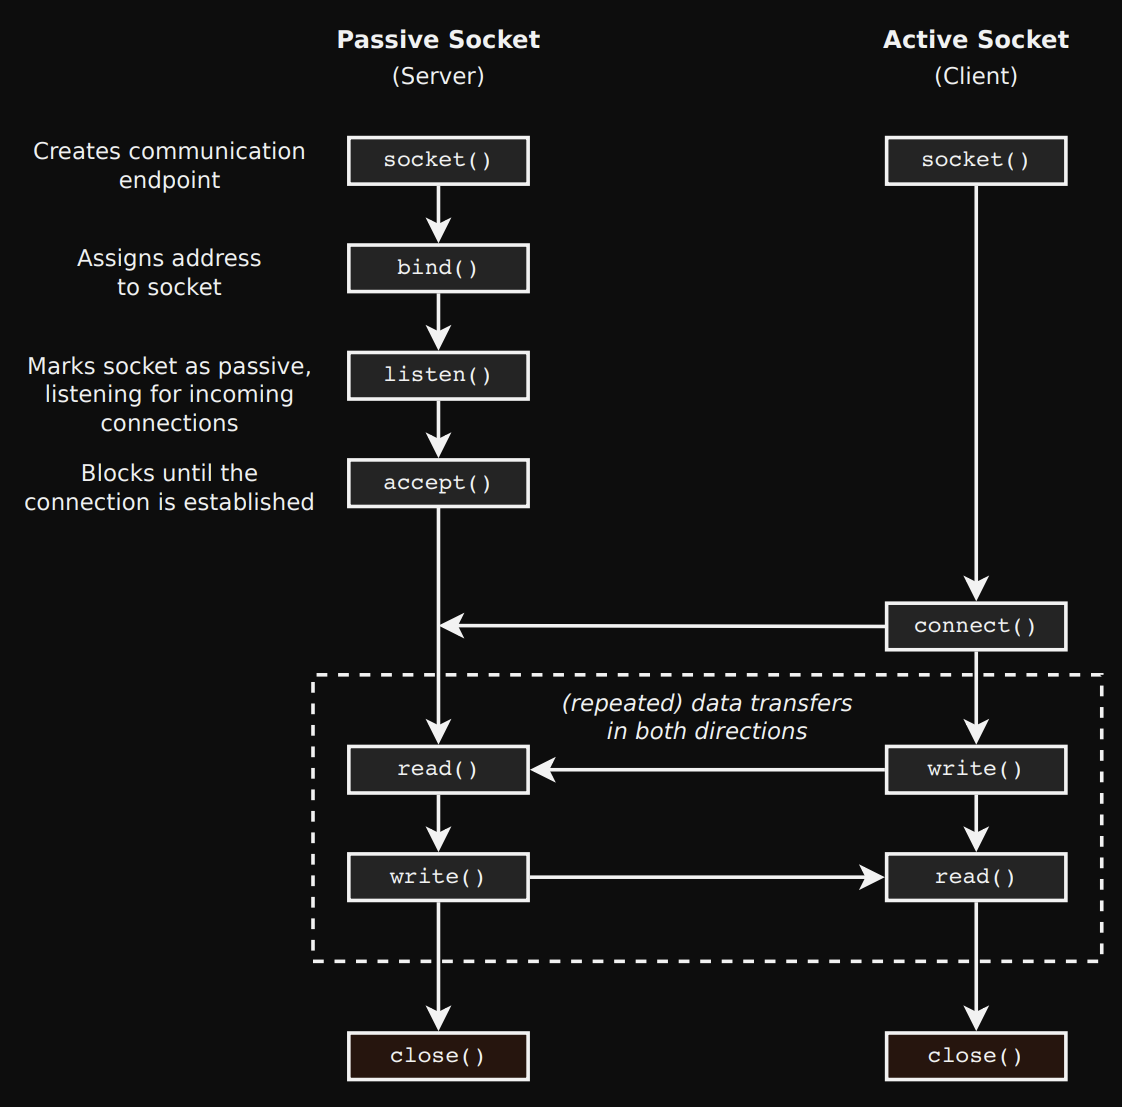 Passive Socket
(Server)
Active Socket
(Client)
Creates communication
endpoint
socket()
socket()
Assigns address
to socket
bind()
Marks socket as passive,
listening for incoming
connections
listen()
Blocks until the
connection is established
accept()
connect()
(repeated) data transfers
in both directions
read()
write()
write()
read()
close()
close()